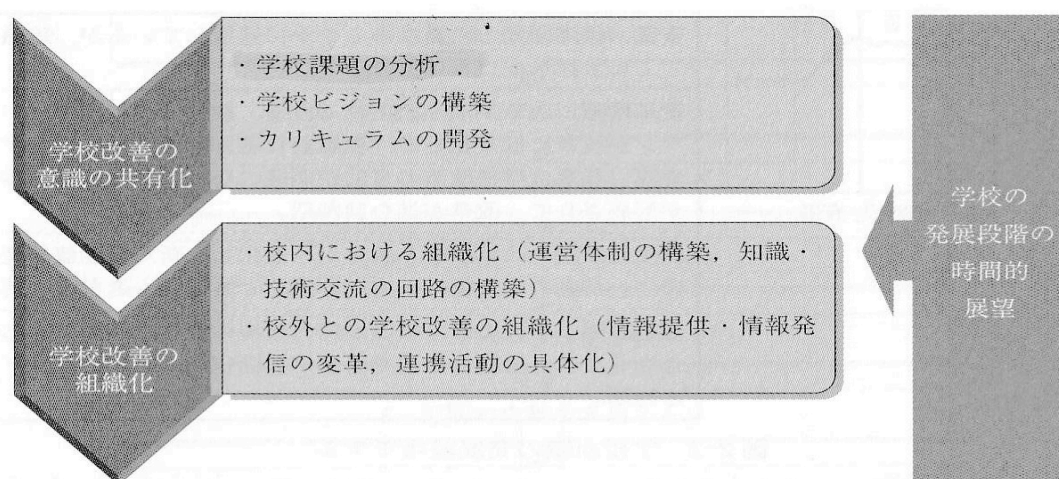 学校改善の
意識の共有化
・学校課題の分析
・学校ビジョンの構築
・カリキュラムの開発
学校改善の
組織化
・校内における組織化（運営体制の構築，知識・
技術交流の回路の構築）
・校外との学校改善の組織化（情報提供・情報発
信の変革，連携活動の具体化）
学校の
発展段階の
時間的
展望